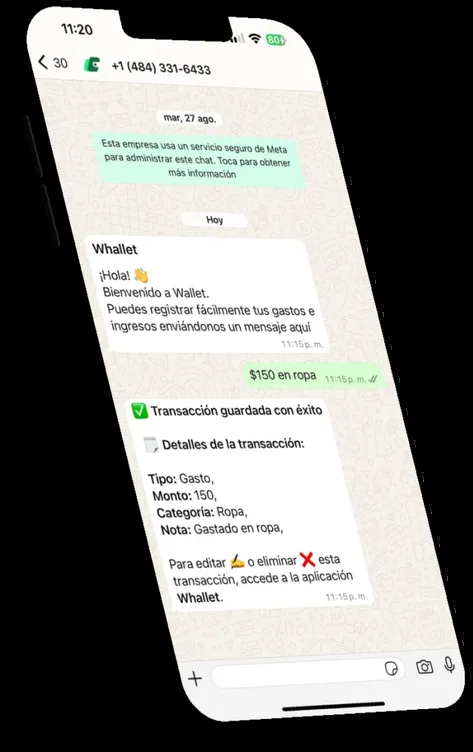 11:20
80
30
+1 (484) 331-6433
mar, 27 ago.
Esta empresa usa un servicio seguro de Meta
para administrar este chat. Toca para obtener
más información
Hoy
Whallet
¡Hola! 👋
Bienvenido a Wallet.
Puedes registrar fácilmente tus gastos e
ingresos enviándonos un mensaje aquí
11:15 p. m.
$150 en ropa 11:15 p. m.
✅ Transacción guardada con éxito
🗒️ Detalles de la transacción:
Tipo: Gasto,
Monto: 150,
Categoría: Ropa,
Nota: Gastado en ropa,
Para editar ✍️ o eliminar ❌ esta
transacción, accede a la aplicación
Whallet.
11:15 p. m.